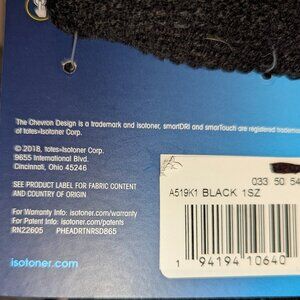 The Chevron Design is a trademark and Isotoner, smartDRI and smarTouch are registered trademark
of totes»Isotoner Corp.
© 2018, totes»Isotoner Corp.
9655 International Blvd.
Cincinnati, Ohio 45246
SEE PRODUCT LABEL FOR FABRIC CONTENT
AND COUNTRY OF ORIGIN
For Warranty Info: isotoner.com/warranty
For Patent Info: isotoner.com/patents
RN22605 PHEADRTNRSD865
isotoner.com
033 50 54
A519K1 BLACK 1SZ
1 94194 10640